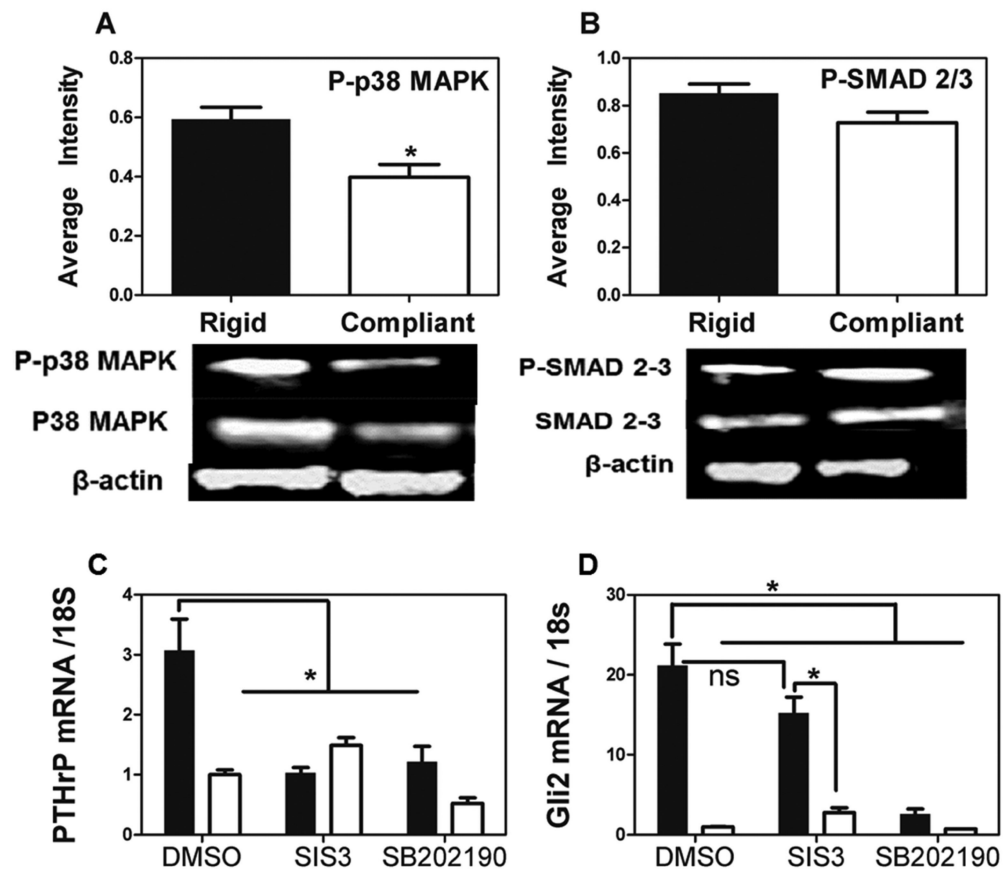 A
P-p38 MAPK
Average Intensity
0.8
0.6
0.4
0.2
0.0
*
Rigid
Compliant
P-p38 MAPK
P38 MAPK
β-actin
B
P-SMAD 2/3
Average Intensity
1.0
0.8
0.6
0.4
0.2
0.0
Rigid
Compliant
P-SMAD 2-3
SMAD 2-3
β-actin
C
PTHrP mRNA /18S
4
3
2
1
0
*
DMSO
SIS3
SB202190
D
Gli2 mRNA / 18s
30
20
10
0
*
ns
*
DMSO
SIS3
SB202190